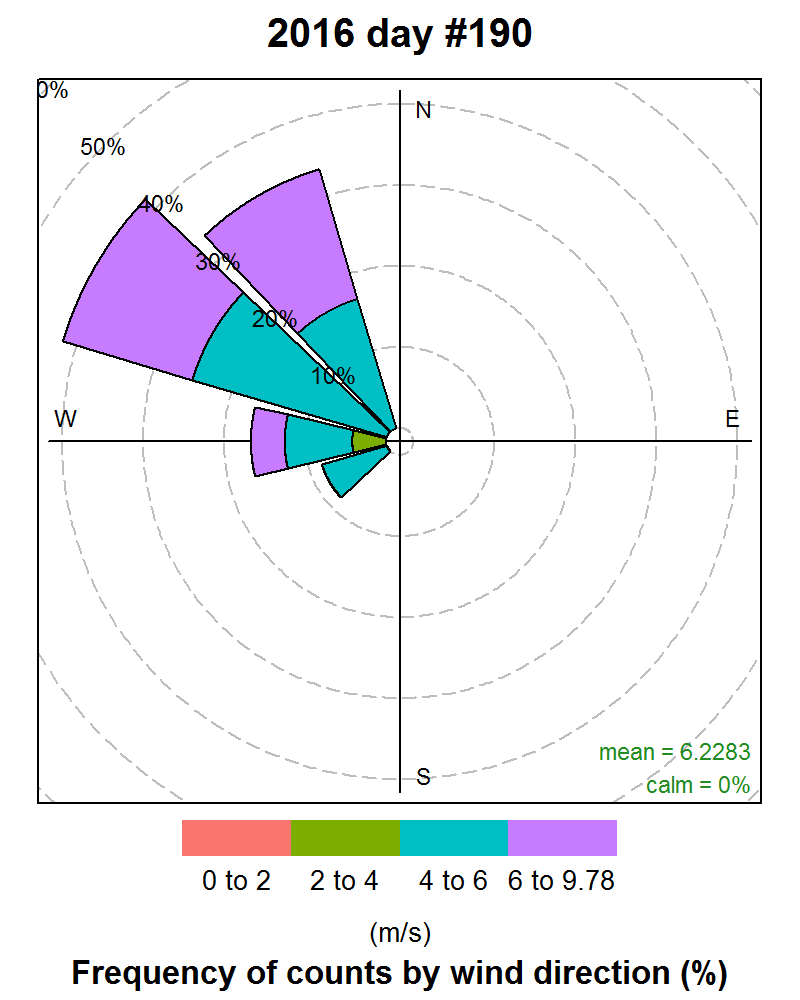 2016 day #190
0%
N
50%
40%
30%
20%
10%
W
E
S
mean = 6.2283
calm = 0%
0 to 2 2 to 4 4 to 6 6 to 9.78
(m/s)
Frequency of counts by wind direction (%)